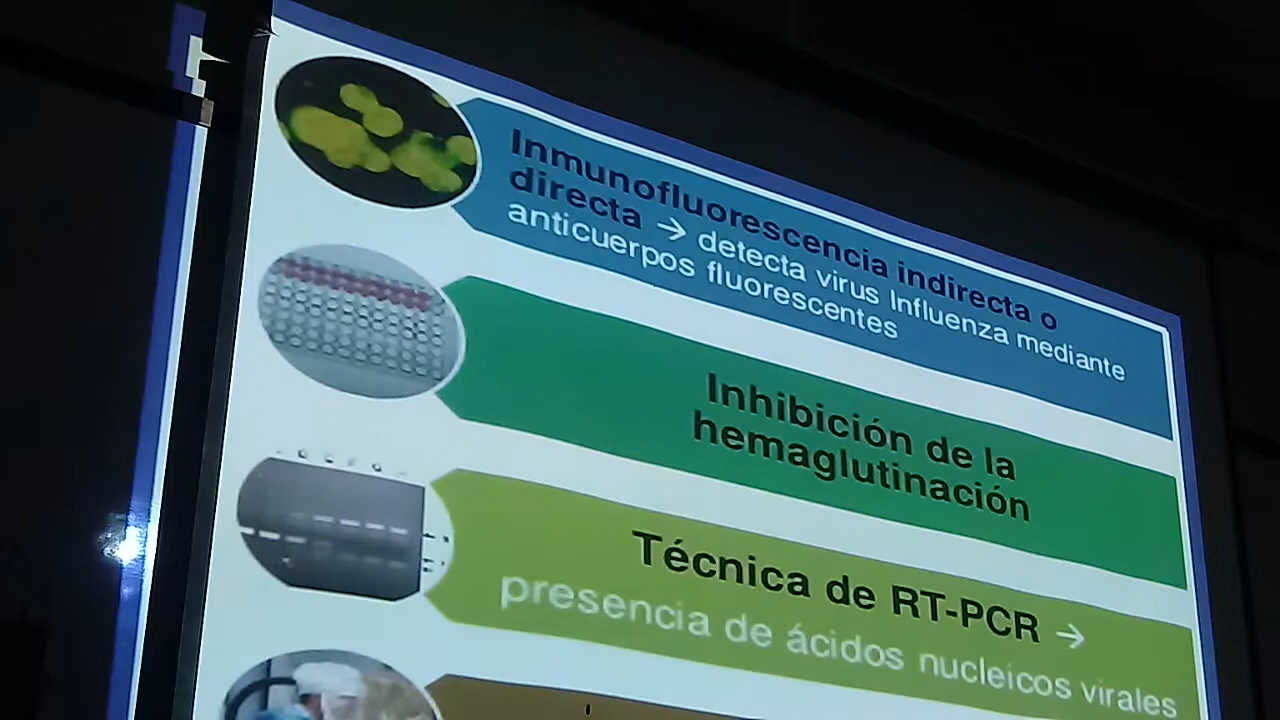 Inmunofluorescencia indirecta o
directa → detecta virus Influenza mediante
anticuerpos fluorescentes
Inhibición de la
hemaglutinación
Técnica de RT-PCR →
presencia de ácidos nucleicos virales